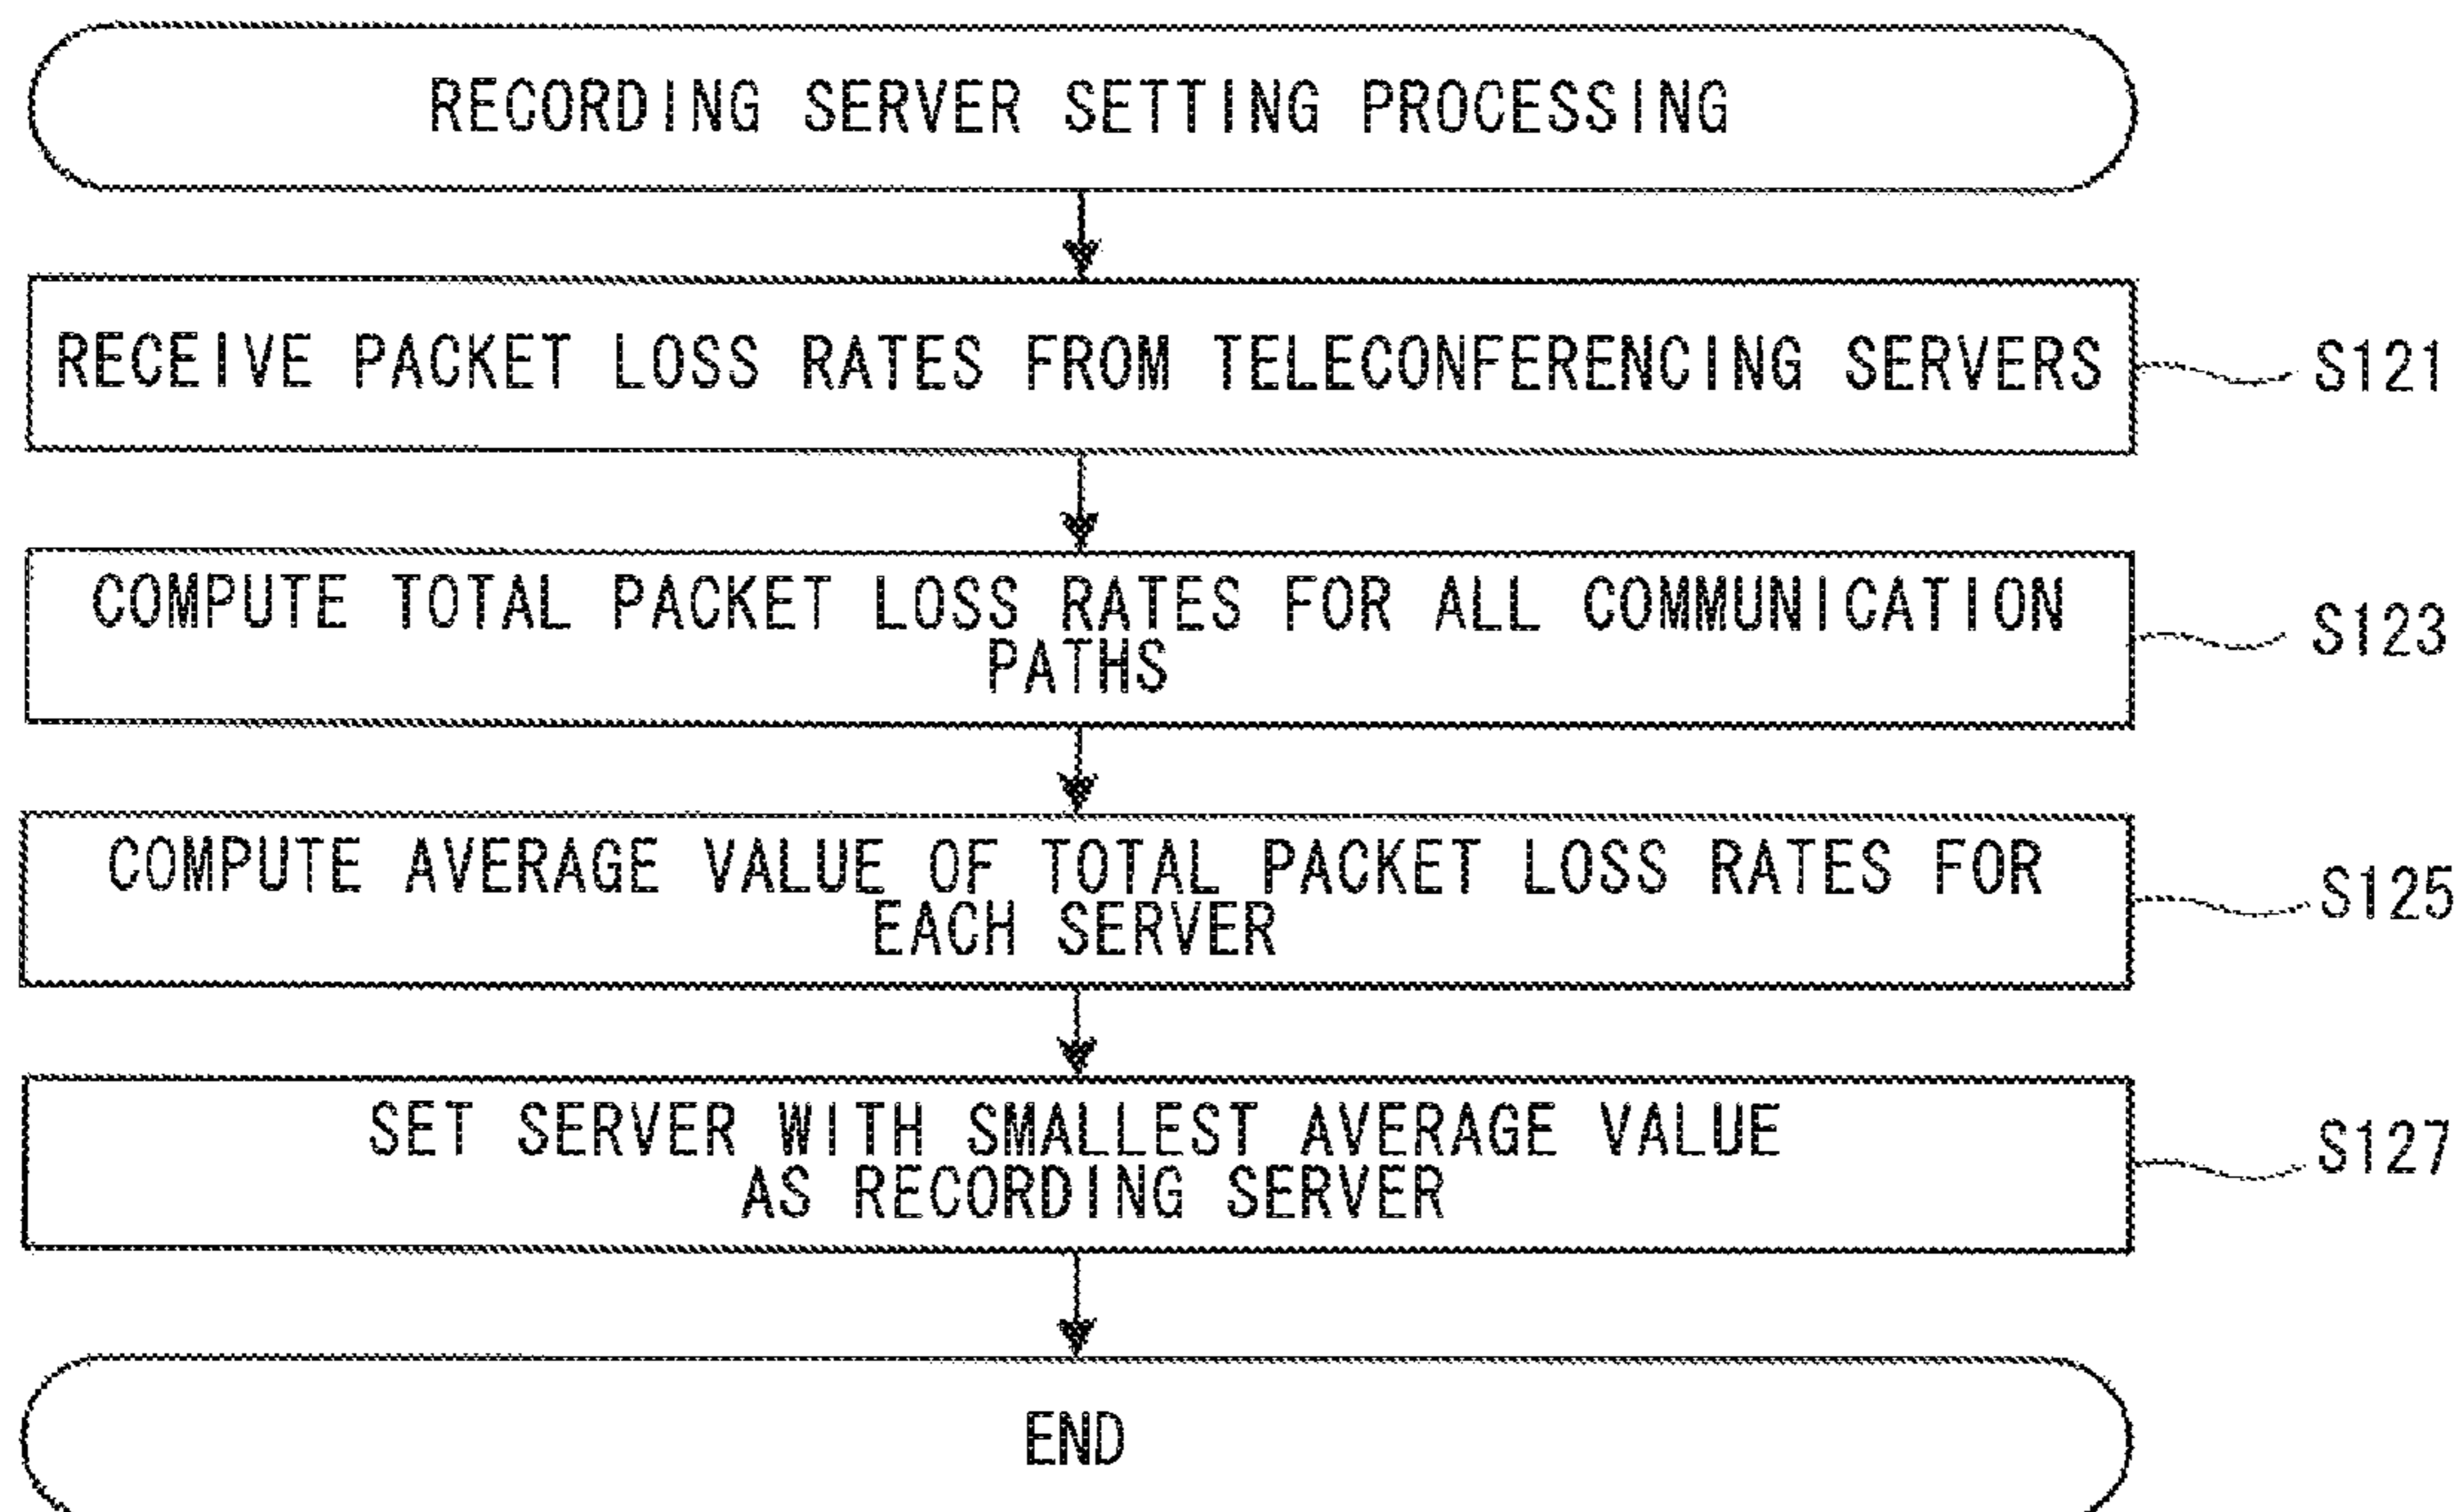 RECORDING SERVER SETTING PROCESSING
RECEIVE PACKET LOSS RATES FROM TELECONFERENCING SERVERS
S121
COMPUTE TOTAL PACKET LOSS RATES FOR ALL COMMUNICATION
PATHS
S123
COMPUTE AVERAGE VALUE OF TOTAL PACKET LOSS RATES FOR
EACH SERVER
S125
SET SERVER WITH SMALLEST AVERAGE VALUE
AS RECORDING SERVER
S127
END